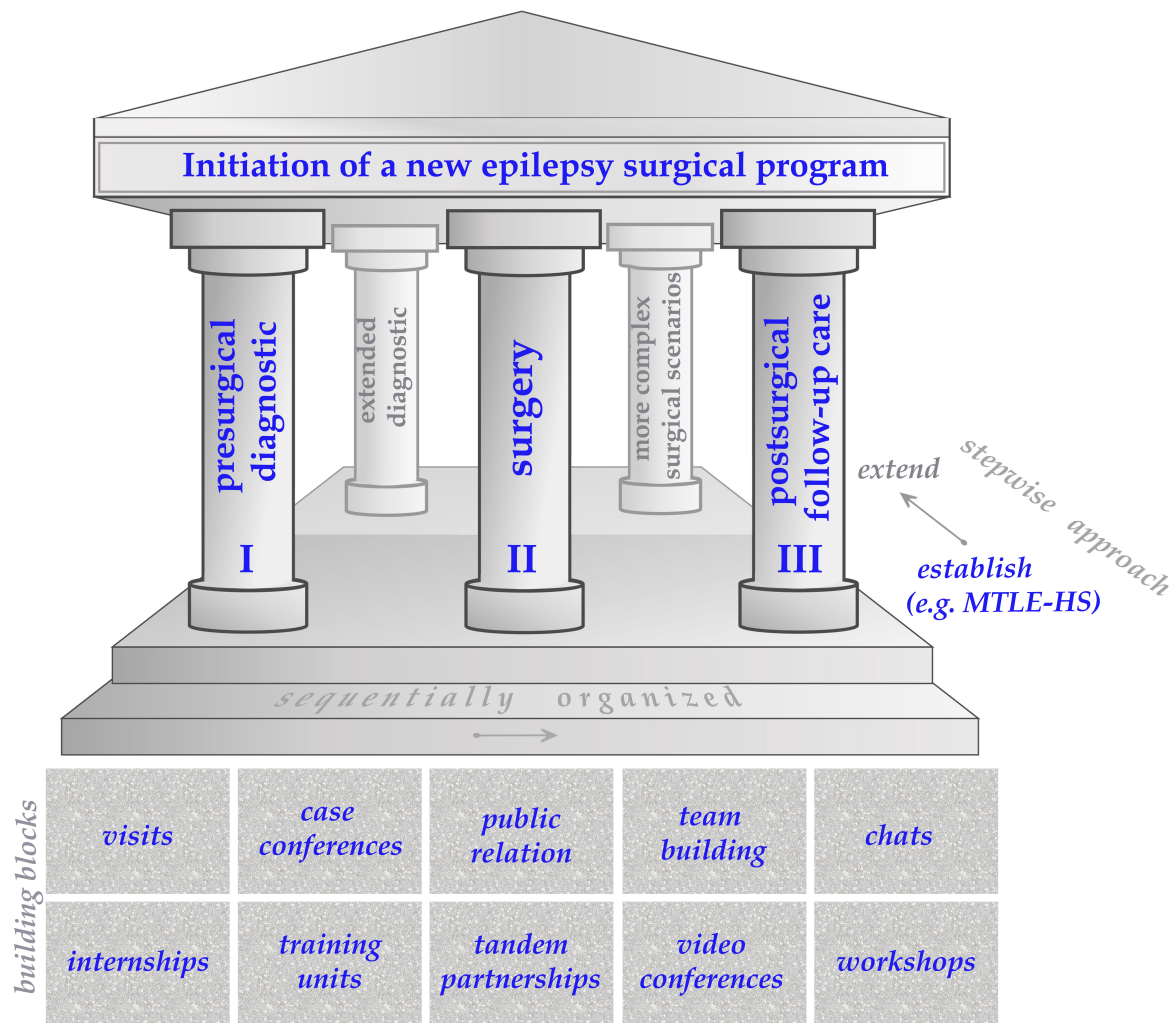 Initiation of a new epilepsy surgical program
presurgical
diagnostic
I
extended
diagnostic
surgery
II
more complex
surgical scenarios
postsurgical
follow-up care
III
extend
stepwise approach
establish
(e.g. MTLE-HS)
sequentially organized
building blocks
visits
case
conferences
public
relation
team
building
chats
internships
training
units
tandem
partnerships
video
conferences
workshops